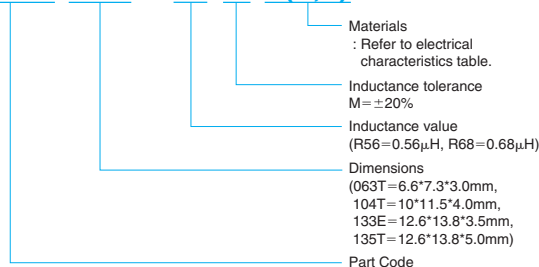 Materials
: Refer to electrical
characteristics table.
Inductance tolerance
M=±20%
Inductance value
(R56=0.56μH, R68=0.68μH)
Dimensions
(063T=6.6*7.3*3.0mm,
104T=10*11.5*4.0mm,
133E=12.6*13.8*3.5mm,
135T=12.6*13.8*5.0mm)
Part Code